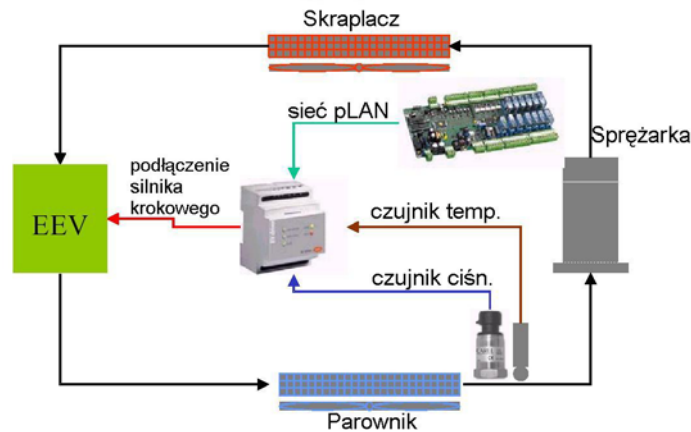 Skraplacz
sieć pLAN
Sprężarka
podłączenie
silnika
krokowego
EEV
czujnik temp.
czujnik ciśn.
Parownik